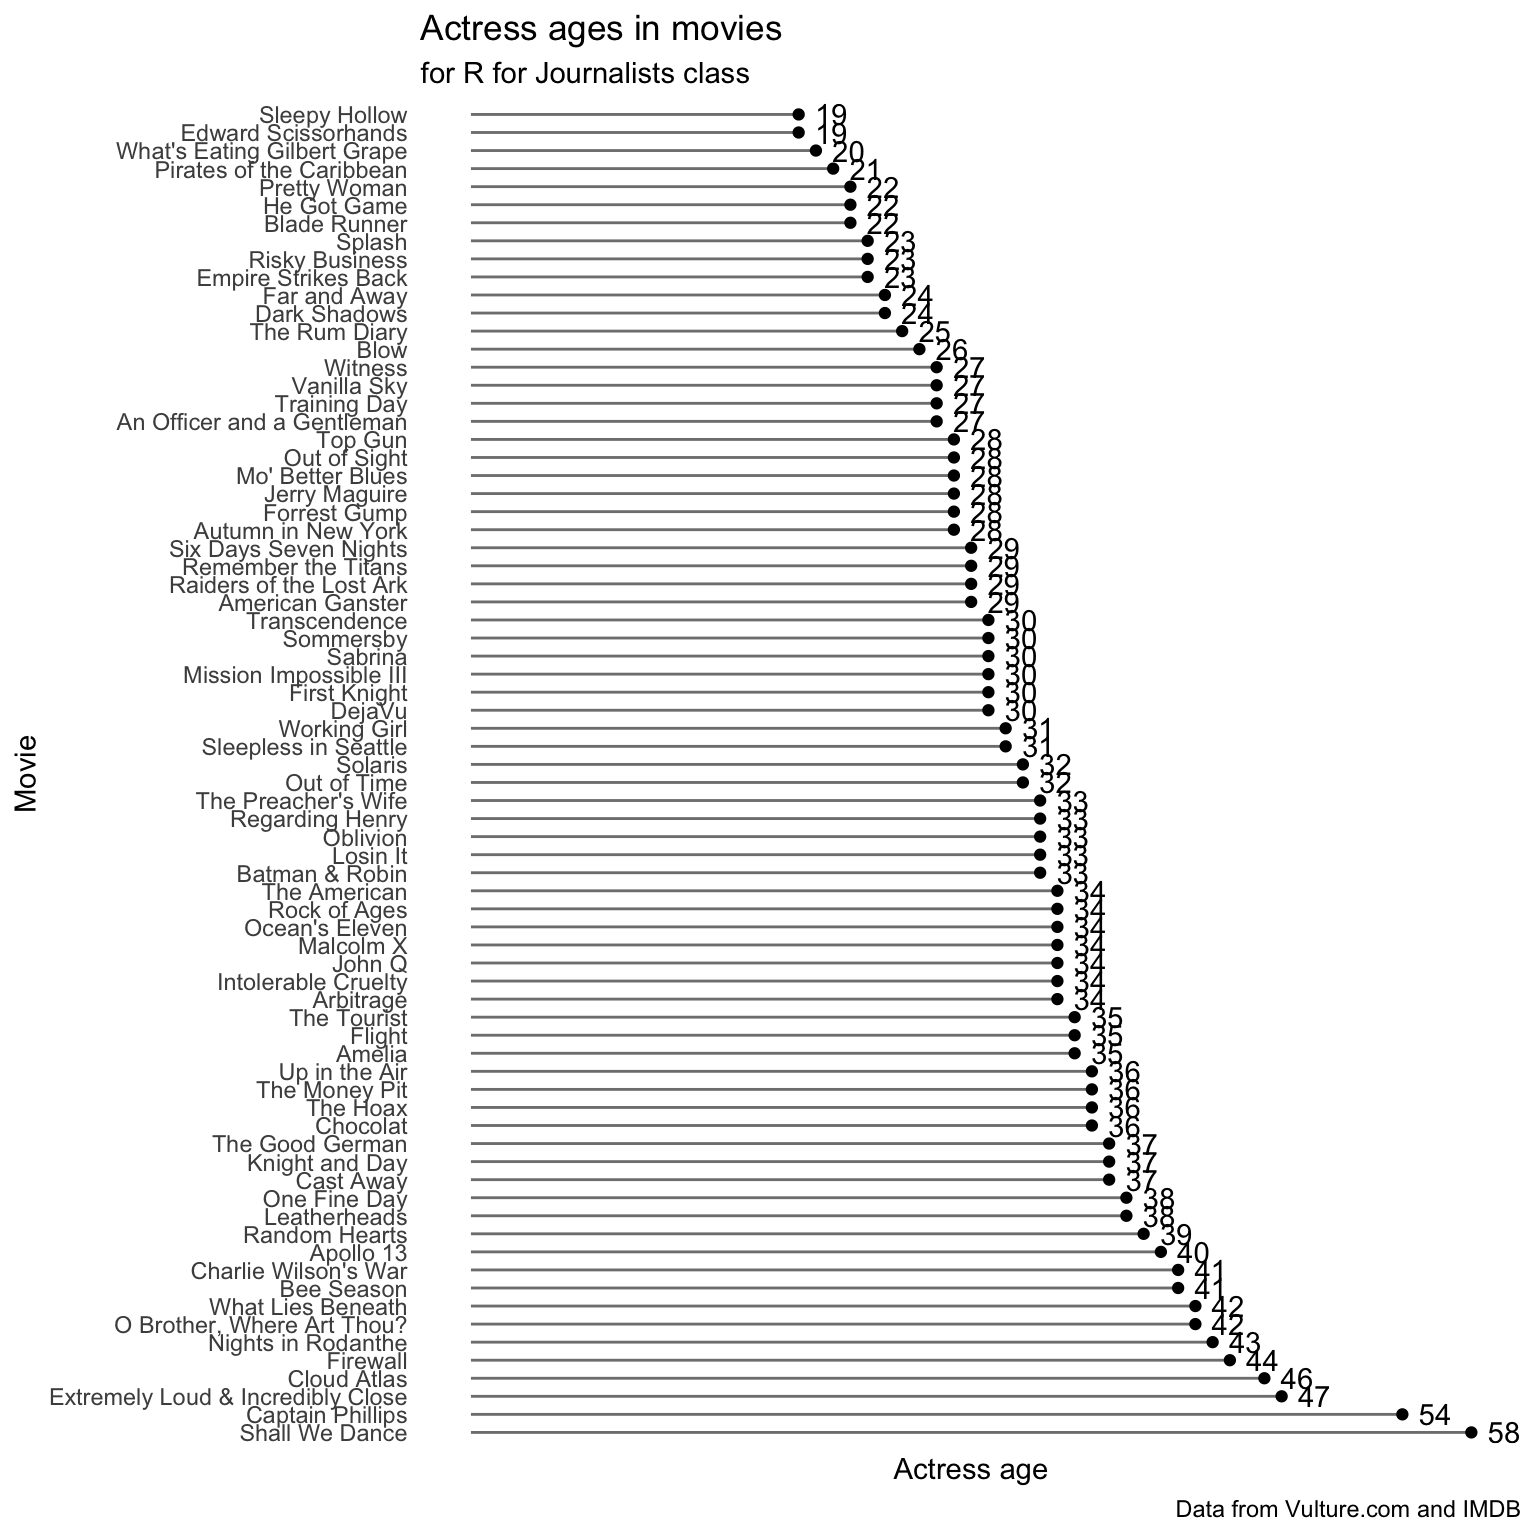 Actress ages in movies
for R for Journalists class
Sleepy Hollow 19
Edward Scissorhands 19
What's Eating Gilbert Grape 20
Pirates of the Caribbean 21
Pretty Woman 22
He Got Game 22
Blade Runner 22
Splash 23
Risky Business 23
Empire Strikes Back 23
Far and Away 24
Dark Shadows 24
The Rum Diary 25
Blow 26
Witness 27
Vanilla Sky 27
Training Day 27
An Officer and a Gentleman 27
Top Gun 28
Out of Sight 28
Mo' Better Blues 28
Jerry Maguire 28
Forrest Gump 28
Autumn in New York 28
Six Days Seven Nights 29
Remember the Titans 29
Raiders of the Lost Ark 29
American Ganster 29
Transcendence 30
Sommersby 30
Sabrina 30
Mission Impossible III 30
First Knight 30
DejaVu 30
Working Girl 31
Sleepless in Seattle 31
Solaris 32
Out of Time 32
The Preacher's Wife 33
Regarding Henry 33
Oblivion 33
Losin It 33
Batman & Robin 33
The American 34
Rock of Ages 34
Ocean's Eleven 34
Malcolm X 34
John Q 34
Intolerable Cruelty 34
Arbitrage 34
The Tourist 35
Flight 35
Amelia 35
Up in the Air 36
The Money Pit 36
The Hoax 36
Chocolat 36
The Good German 37
Knight and Day 37
Cast Away 37
One Fine Day 38
Leatherheads 38
Random Hearts 39
Apollo 13 40
Charlie Wilson's War 41
Bee Season 41
What Lies Beneath 42
O Brother, Where Art Thou? 42
Nights in Rodanthe 43
Firewall 44
Cloud Atlas 46
Extremely Loud & Incredibly Close 47
Captain Phillips 54
Shall We Dance 58
Movie
Actress age
Data from Vulture.com and IMDB